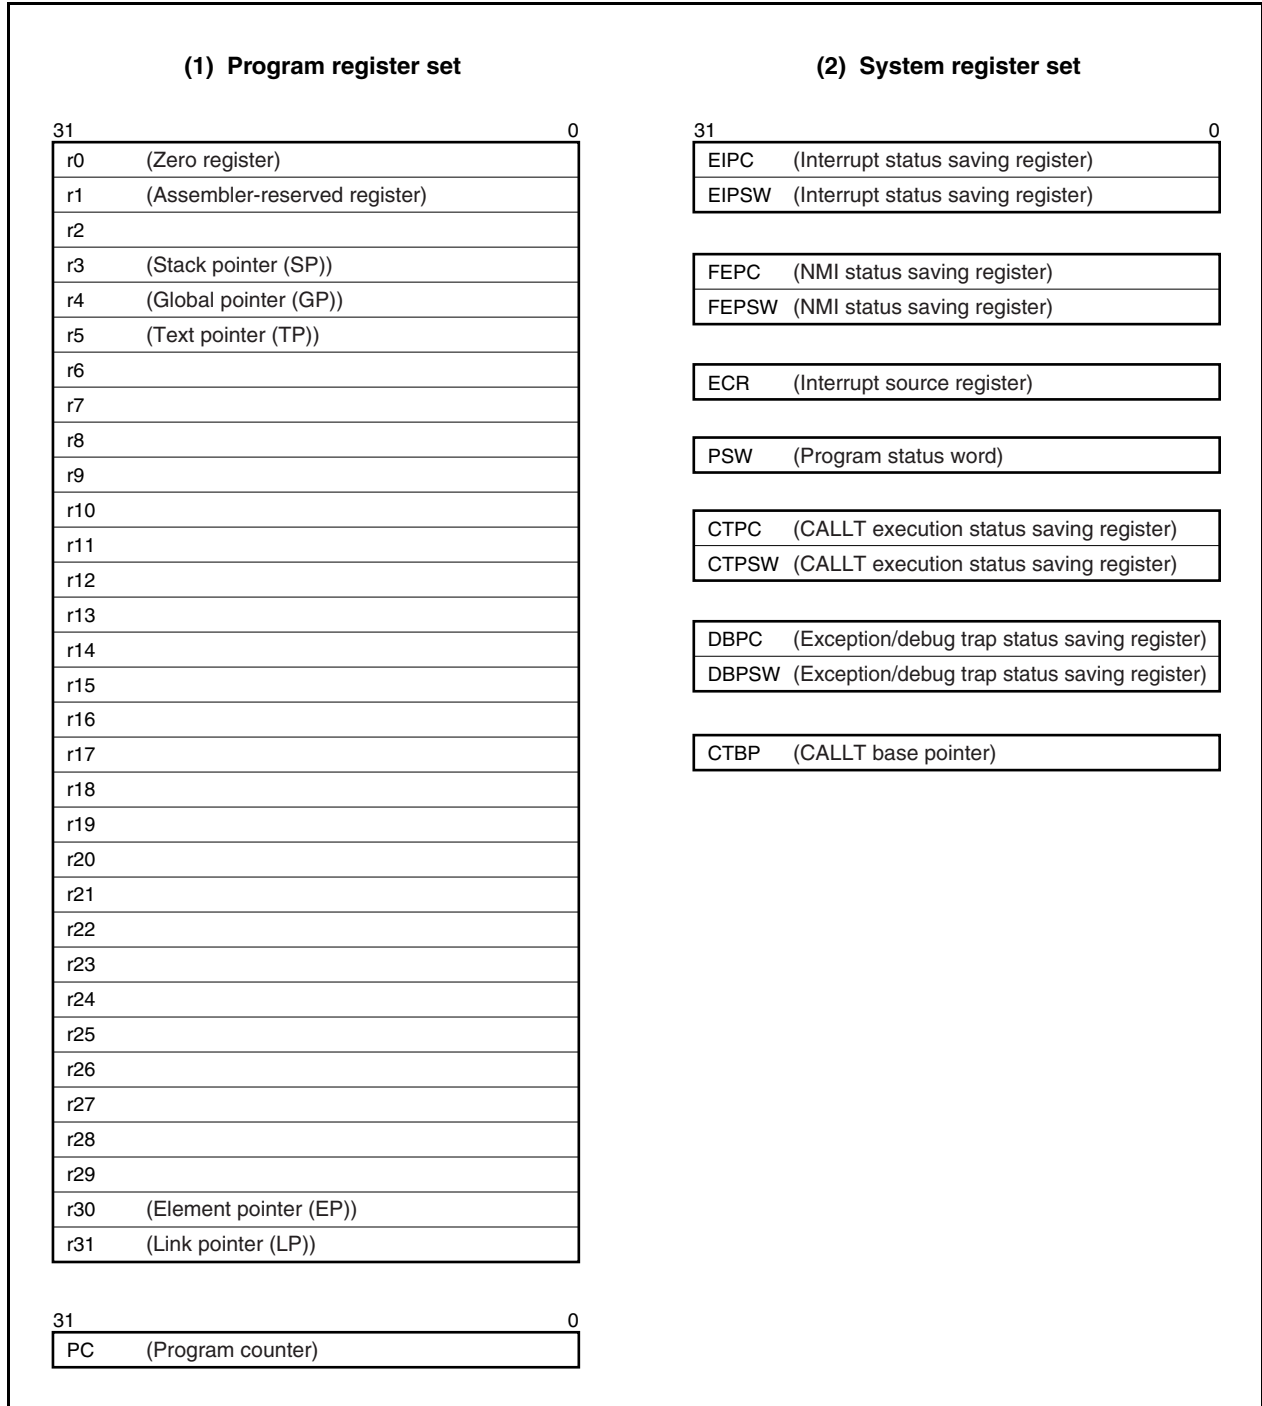 (1) Program register set
31 0
r0 (Zero register)
r1 (Assembler-reserved register)
r2
r3 (Stack pointer (SP))
r4 (Global pointer (GP))
r5 (Text pointer (TP))
r6
r7
r8
r9
r10
r11
r12
r13
r14
r15
r16
r17
r18
r19
r20
r21
r22
r23
r24
r25
r26
r27
r28
r29
r30 (Element pointer (EP))
r31 (Link pointer (LP))
31 0
PC (Program counter)
(2) System register set
31 0
EIPC (Interrupt status saving register)
EIPSW (Interrupt status saving register)
FEPC (NMI status saving register)
FEPSW (NMI status saving register)
ECR (Interrupt source register)
PSW (Program status word)
CTPC (CALLT execution status saving register)
CTPSW (CALLT execution status saving register)
DBPC (Exception/debug trap status saving register)
DBPSW (Exception/debug trap status saving register)
CTBP (CALLT base pointer)